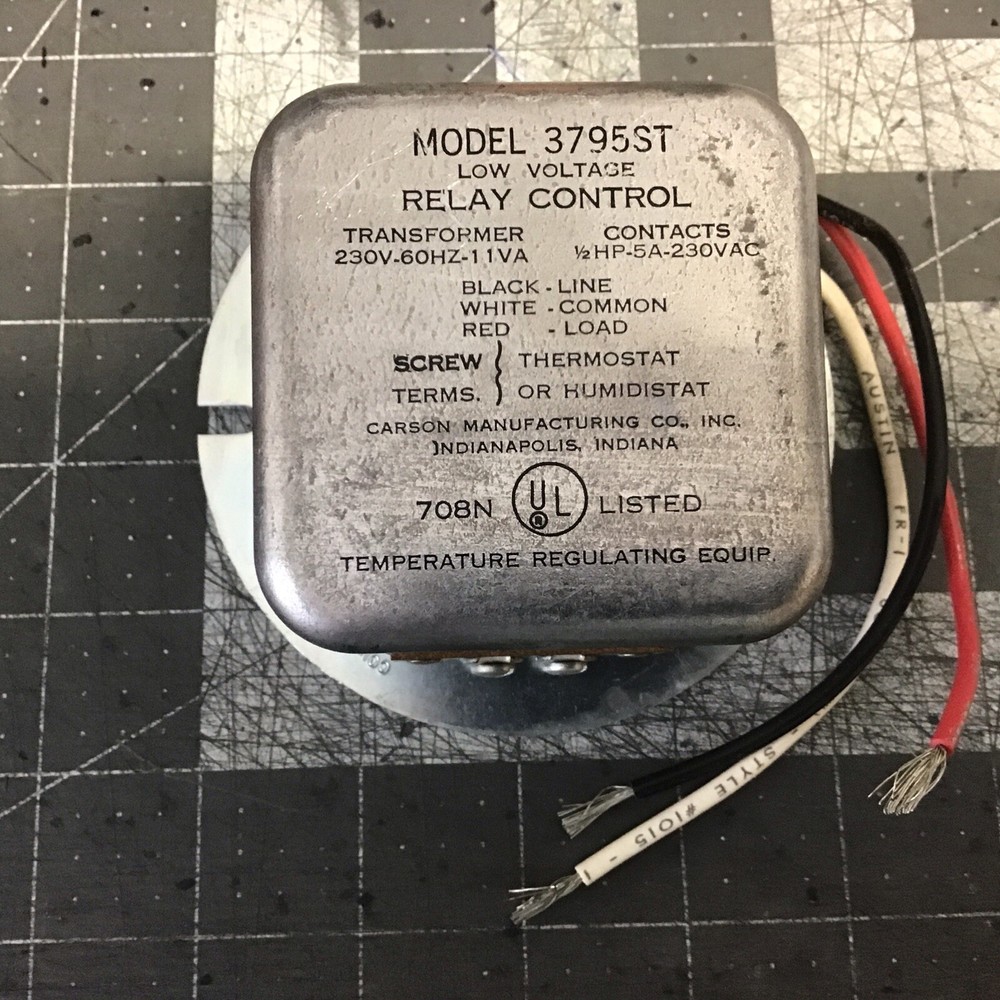 MODEL 3795ST
LOW VOLTAGE
RELAY CONTROL
TRANSFORMER CONTACTS
230V-60HZ-11VA ½HP-5A-230VAC
BLACK - LINE
WHITE - COMMON
RED - LOAD
SCREW } THERMOSTAT
TERMS. } OR HUMIDISTAT
CARSON MANUFACTURING CO., INC.
INDIANAPOLIS, INDIANA
708N UL ® LISTED
TEMPERATURE REGULATING EQUIP.
AUSTIN FR-1
STYLE #1015 -